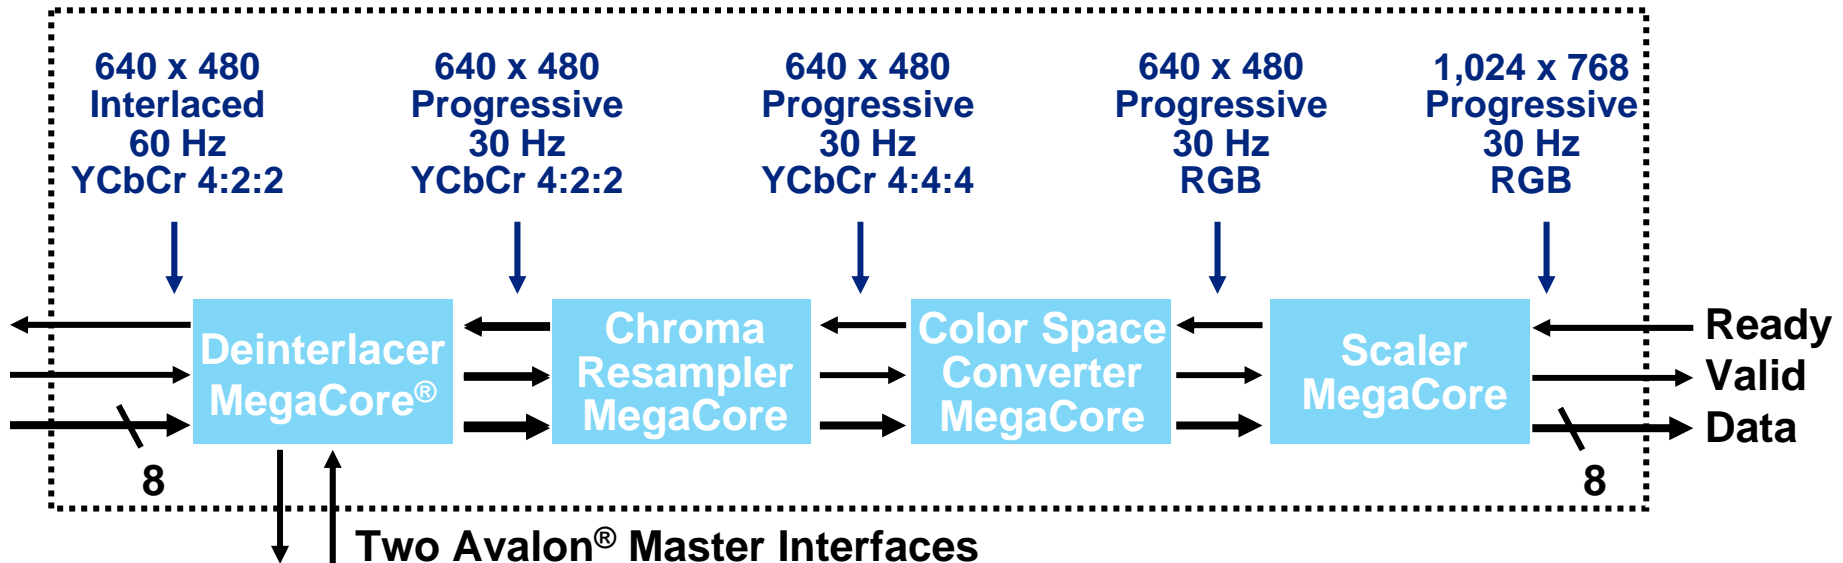 640 x 480
Interlaced
60 Hz
YCbCr 4:2:2
640 x 480
Progressive
30 Hz
YCbCr 4:2:2
640 x 480
Progressive
30 Hz
YCbCr 4:4:4
640 x 480
Progressive
30 Hz
RGB
1,024 x 768
Progressive
30 Hz
RGB
Deinterlacer
MegaCore®
Chroma
Resampler
MegaCore
Color Space
Converter
MegaCore
Scaler
MegaCore
Ready
Valid
Data
8
8
Two Avalon® Master Interfaces